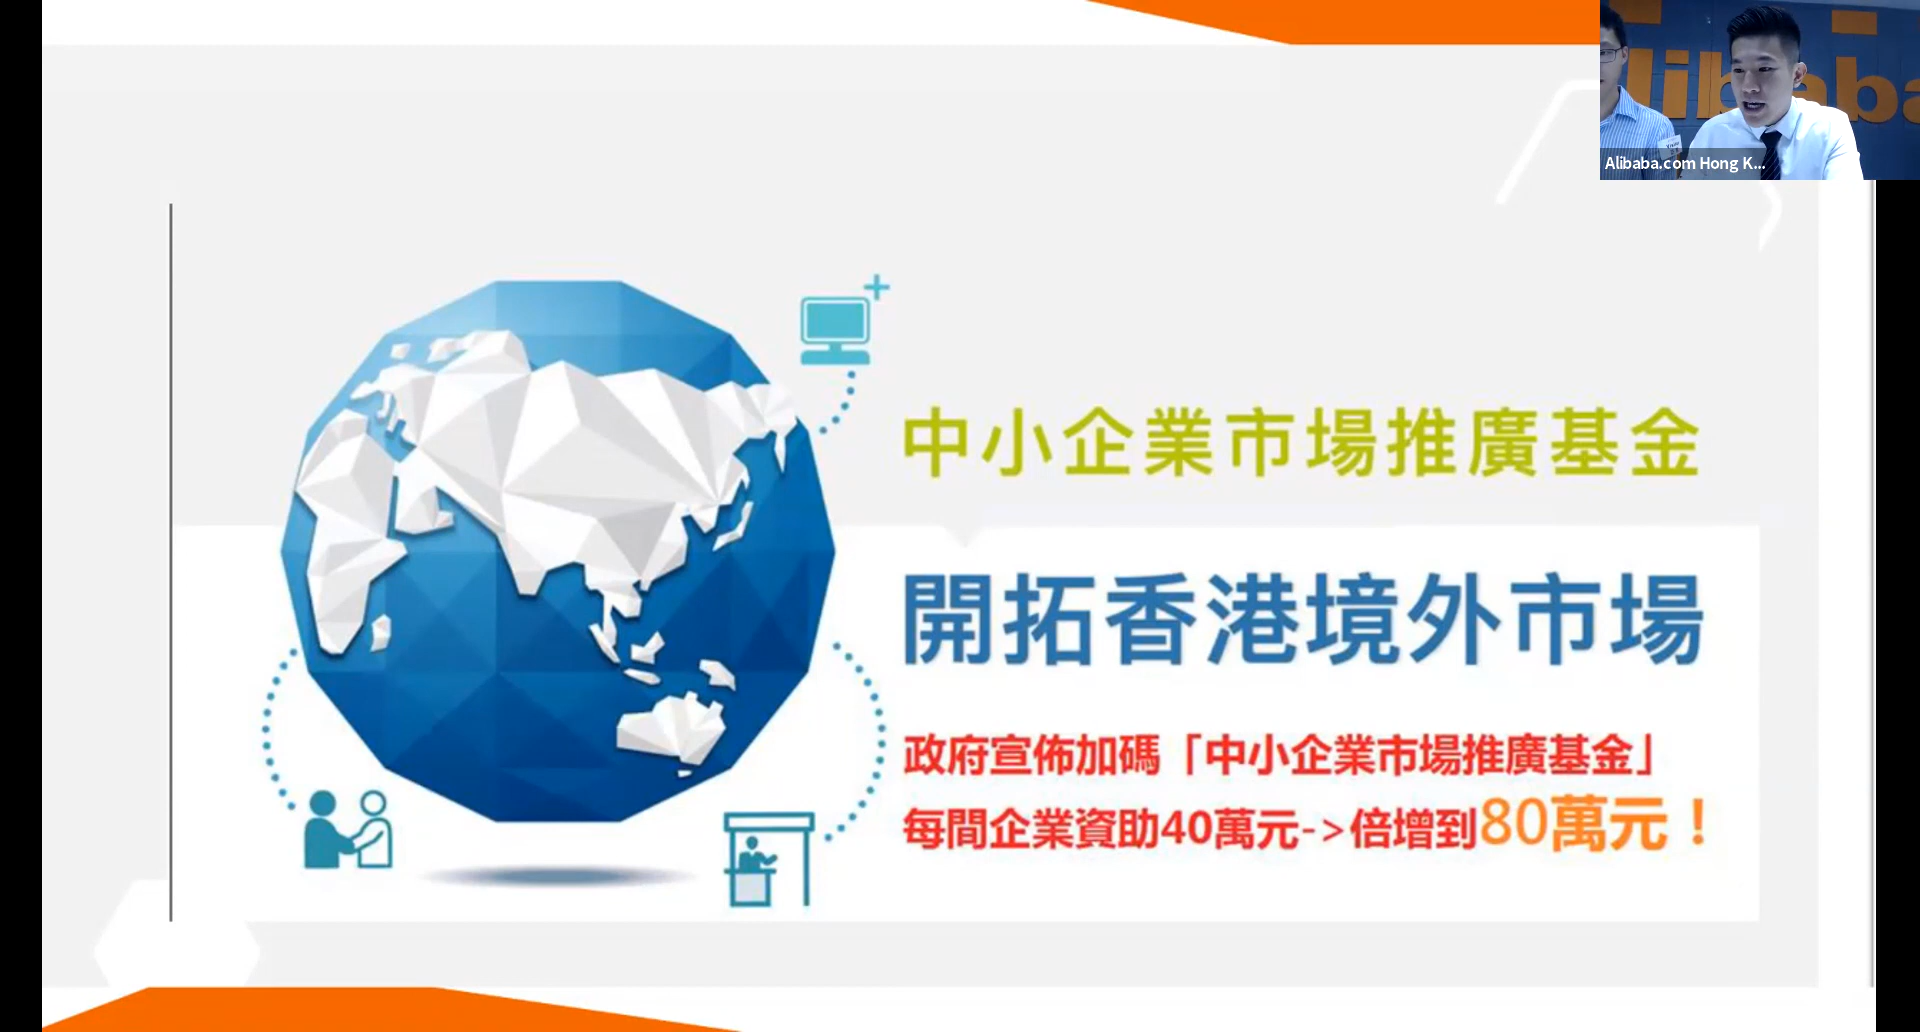 中小企業市場推廣基金
開拓香港境外市場
政府宣佈加碼「中小企業市場推廣基金」
每間企業資助40萬元->倍增到80萬元！
libaba
Alibaba.com Hong K...